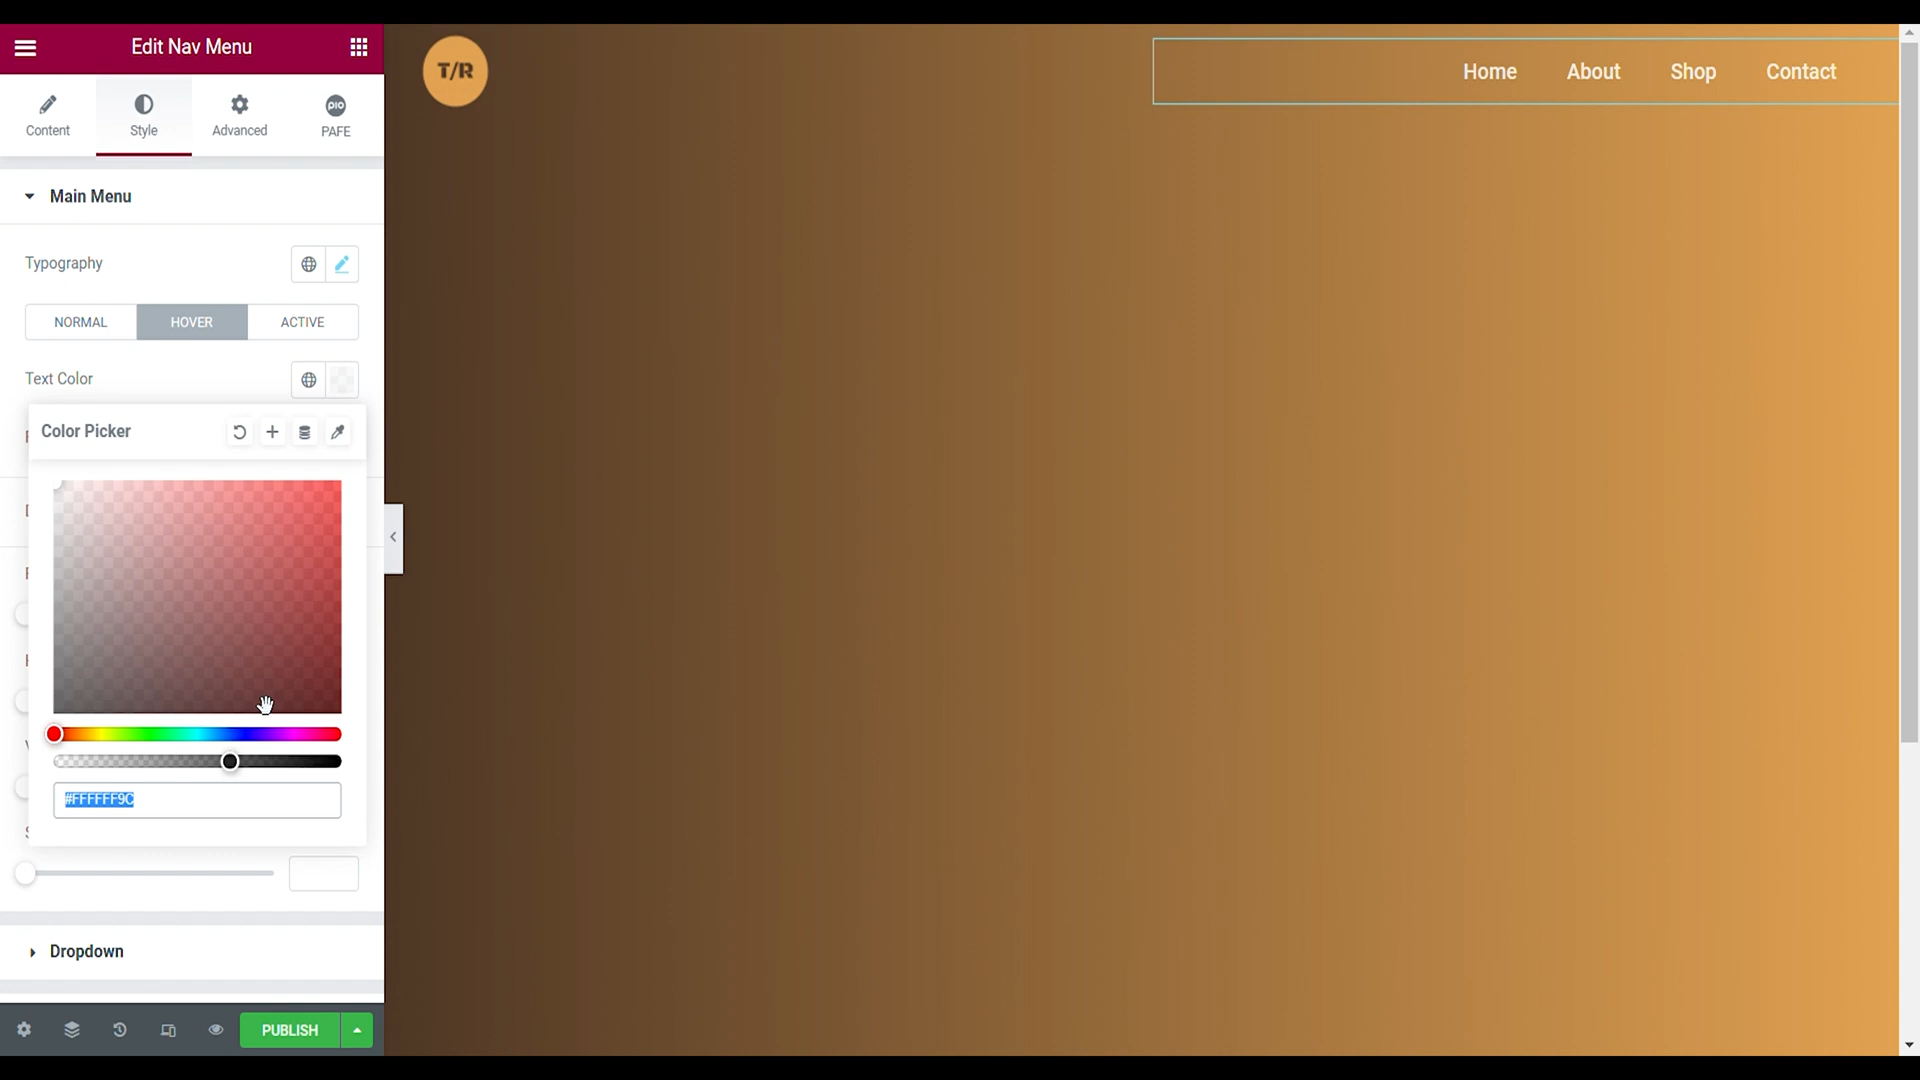 Edit Nav Menu
T/R
Home About Shop Contact
Content Style Advanced PAFE
Main Menu
Typography
NORMAL HOVER ACTIVE
Text Color
Color Picker
#FFFFFF9C
Dropdown
PUBLISH